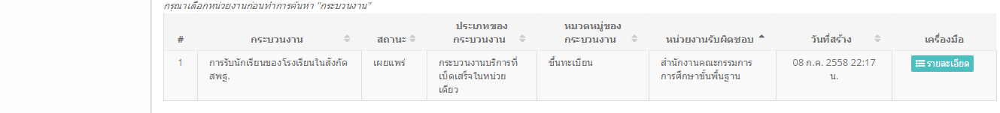 กรุณาเลือกหน่วยงานก่อนทำการค้นหา "กระบวนงาน"
# กระบวนงาน สถานะ ประเภทของกระบวนงาน หมวดหมู่ของกระบวนงาน หน่วยงานรับผิดชอบ วันที่สร้าง เครื่องมือ
1 การรับนักเรียนของโรงเรียนในสังกัด เผยแพร่ กระบวนงานบริการที่ ขึ้นทะเบียน สำนักงานคณะกรรมการ 08 ก.ค. 2558 22:17 รายละเอียด
สพฐ. เบ็ดเสร็จในหน่วย การศึกษาขั้นพื้นฐาน น.
เดียว